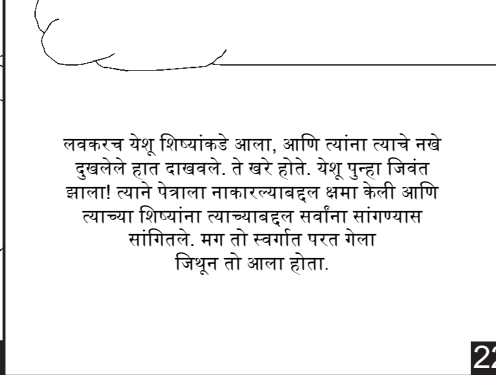 लवकरच येशू शिष्यांकडे आला, आणि त्यांना त्याचे नखे
दुखलेले हात दाखवले. ते खरे होते. येशू पुन्हा जिवंत
झाला! त्याने पेत्राला नाकारल्याबद्दल क्षमा केली आणि
त्याच्या शिष्यांना त्याच्याबद्दल सर्वांना सांगण्यास
सांगितले. मग तो स्वर्गात परत गेला
जिथून तो आला होता.